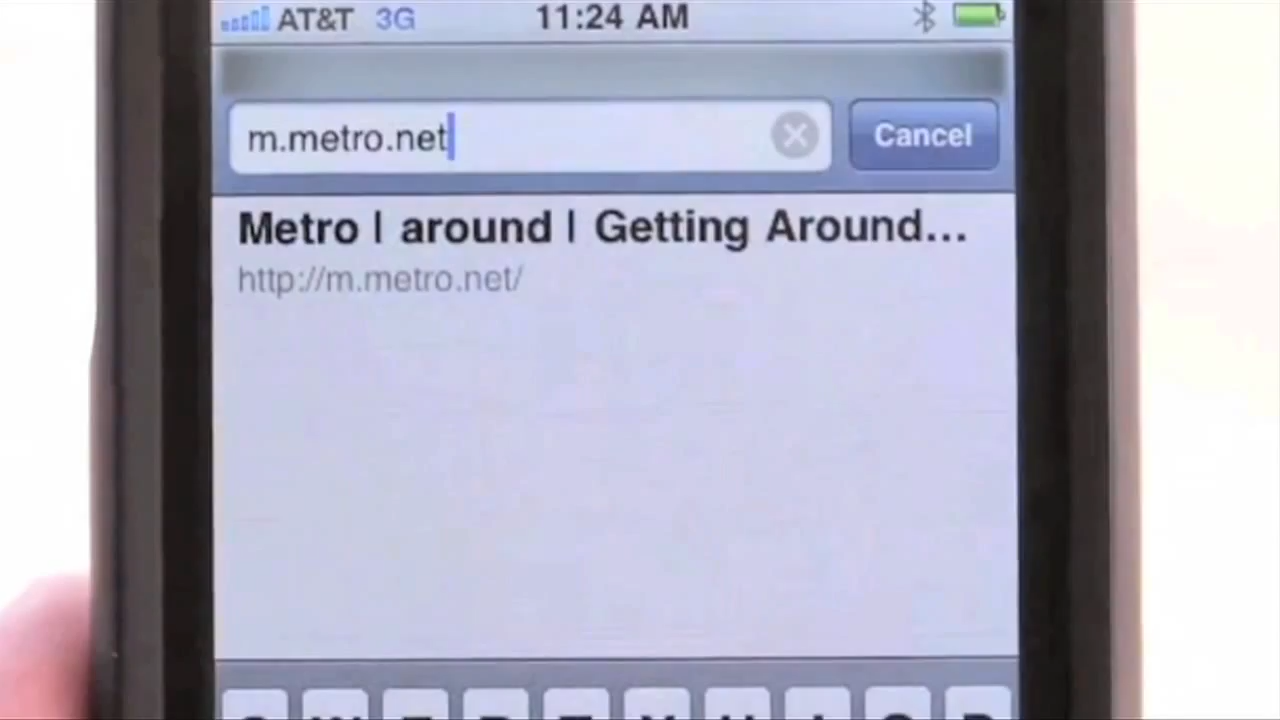 AT&T 3G 11:24 AM
m.metro.net Cancel
Metro | around | Getting Around...
http://m.metro.net/